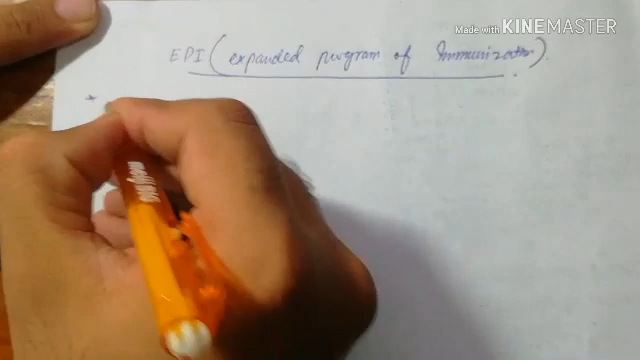 Made with KINEMASTER
EPI (expanded program of Immunization).
*